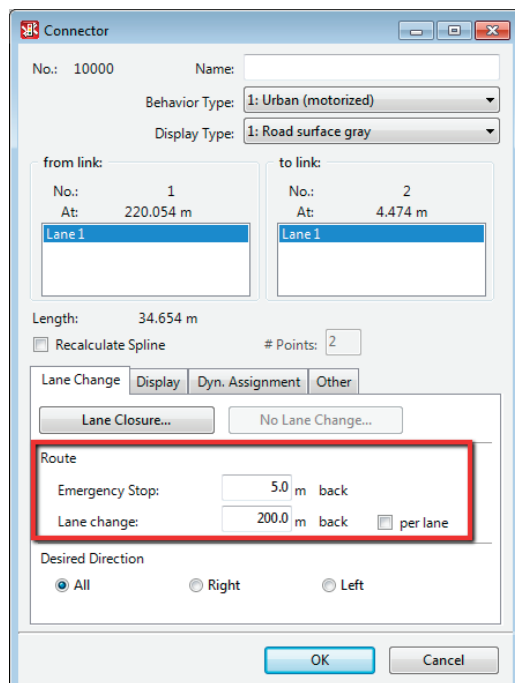 Connector
No.: 10000 Name:
Behavior Type: 1: Urban (motorized)
Display Type: 1: Road surface gray
from link: to link:
No.: 1 No.: 2
At: 220.054 m At: 4.474 m
Lane 1 Lane 1
Length: 34.654 m
Recalculate Spline # Points: 2
Lane Change Display Dyn. Assignment Other
Lane Closure... No Lane Change...
Route
Emergency Stop: 5.0 m back
Lane change: 200.0 m back per lane
Desired Direction
All Right Left
OK Cancel